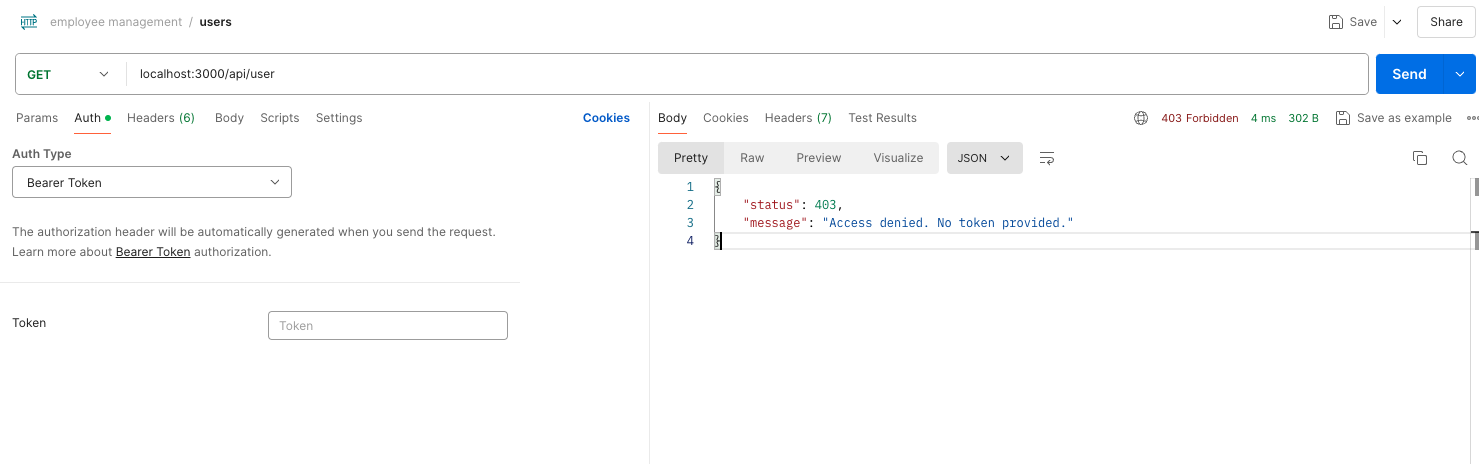 HTTP employee management / users
Save
Share
GET
localhost:3000/api/user
Send
Params Auth Headers (6) Body Scripts Settings Cookies
Auth Type
Bearer Token
The authorization header will be automatically generated when you send the request.
Learn more about Bearer Token authorization.
Token
Token
Body Cookies Headers (7) Test Results
403 Forbidden 4 ms 302 B Save as example
Pretty Raw Preview Visualize JSON
1 {
2 "status": 403,
3 "message": "Access denied. No token provided."
4 }